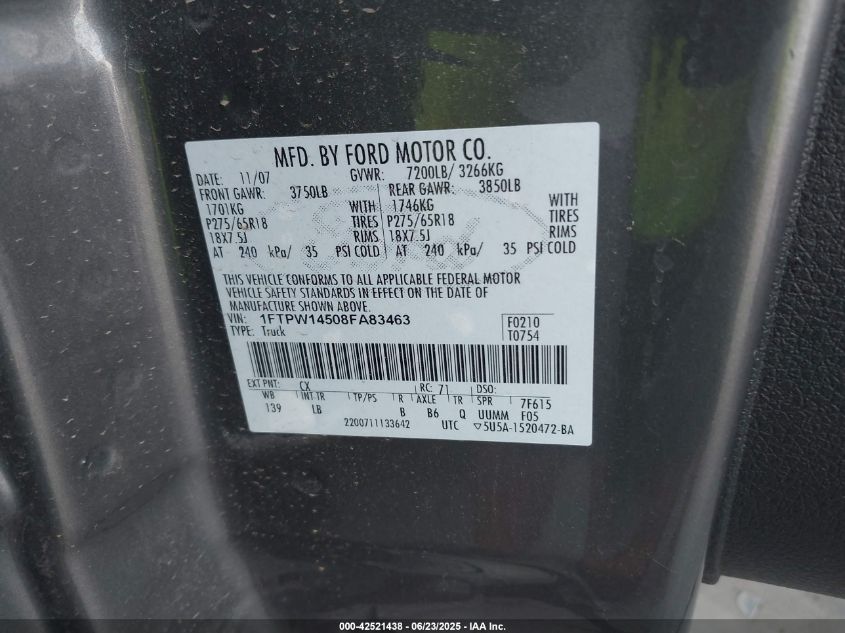 MFD. BY FORD MOTOR CO.
DATE: 11/07 GVWR: 7200LB/ 3266KG
FRONT GAWR: 3750LB REAR GAWR: 3850LB
1701KG WITH 1746KG WITH
P275/65R18 TIRES P275/65R18 TIRES
18X7.5J RIMS 18X7.5J RIMS
AT 240 kPa/ 35 PSI COLD AT 240 kPa/ 35 PSI COLD
THIS VEHICLE CONFORMS TO ALL APPLICABLE FEDERAL MOTOR
VEHICLE SAFETY STANDARDS IN EFFECT ON THE DATE OF
MANUFACTURE SHOWN ABOVE.
VIN: 1FTPW14508FA83463 F0210
TYPE: Truck T0754
EXT PNT: CX RC: 71 DSO:
WB INT TR TP/PS R AXLE TR SPR 7F615
139 LB B B6 Q UUMM F05
2200711133642 UTC ▽5U5A-1520472-BA
000-42521438 - 06/23/2025 - IAA Inc.